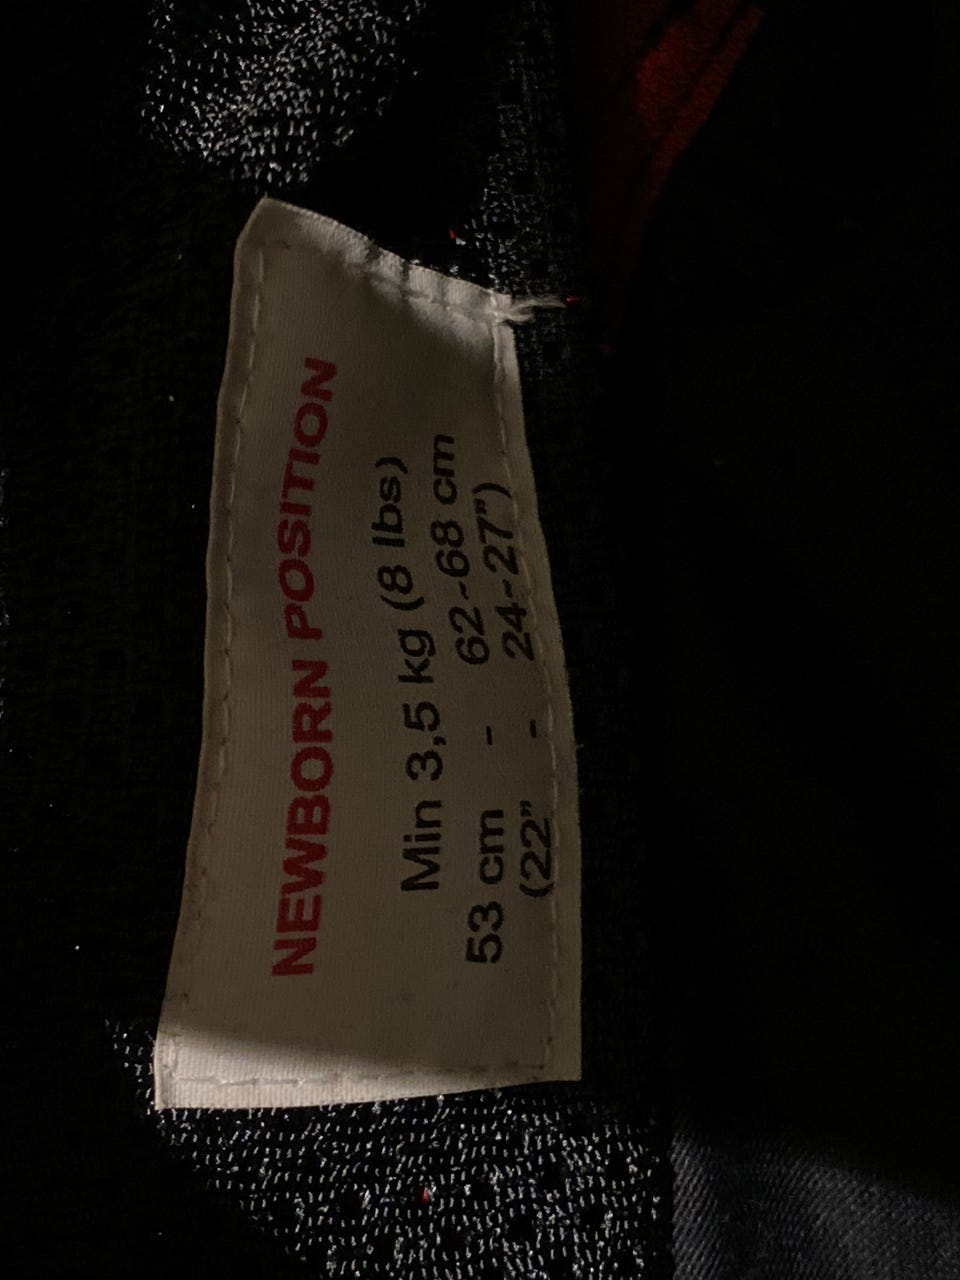 NEWBORN POSITION
Min 3,5 kg (8 lbs)
53 cm - 62-68 cm
(22" - 24-27")